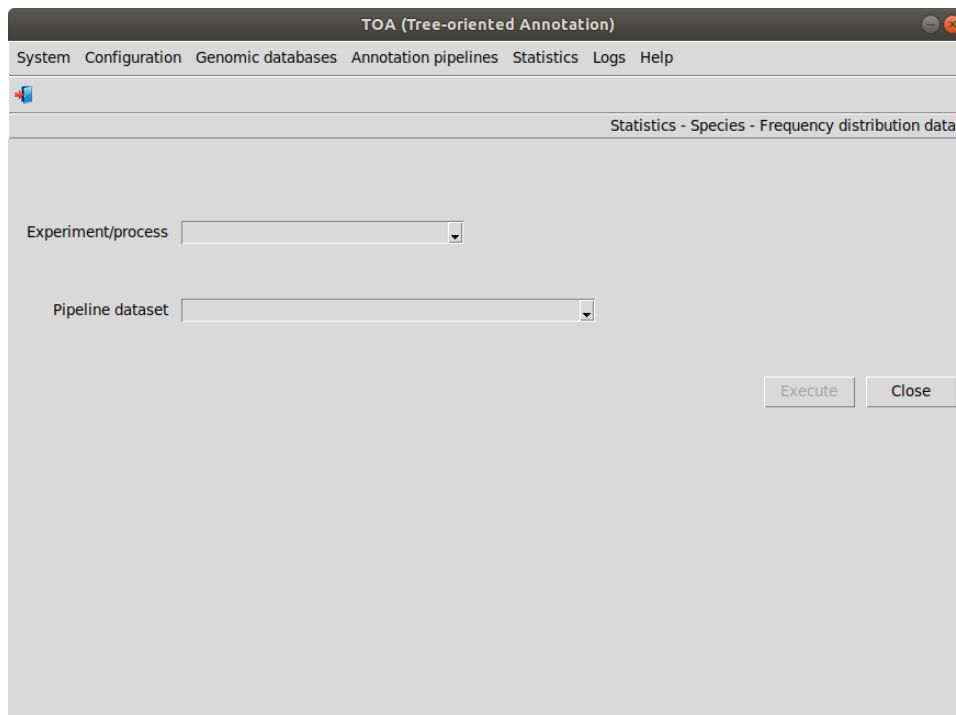 TOA (Tree-oriented Annotation)
System Configuration Genomic databases Annotation pipelines Statistics Logs Help
Statistics - Species - Frequency distribution data
Experiment/process
Pipeline dataset
Execute Close